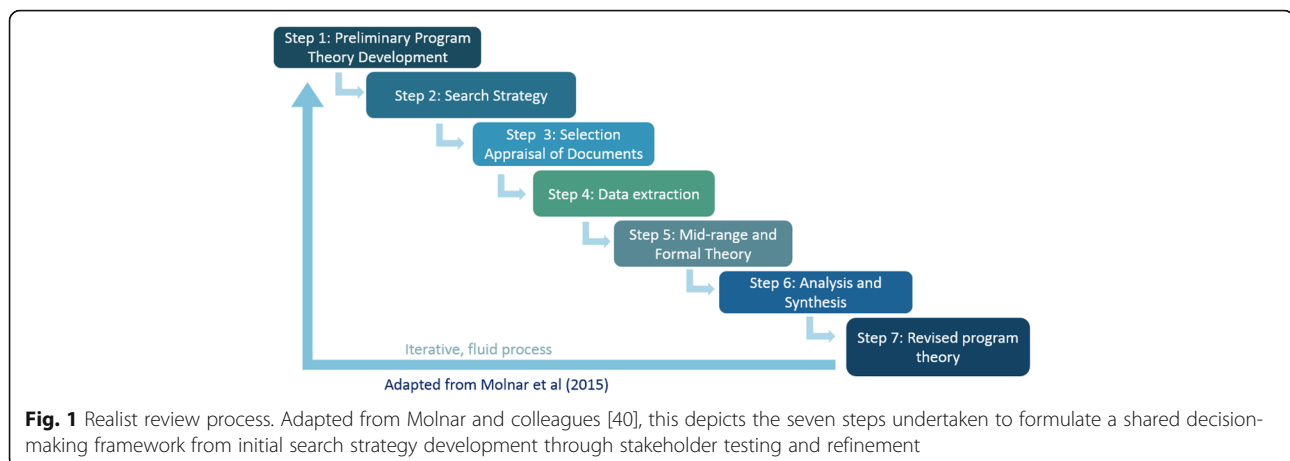 Step 1: Preliminary Program
Theory Development
Step 2: Search Strategy
Step 3: Selection
Appraisal of Documents
Step 4: Data extraction
Step 5: Mid-range and
Formal Theory
Step 6: Analysis and
Synthesis
Step 7: Revised program
theory
Iterative, fluid process
Adapted from Molnar et al (2015)
Fig. 1 Realist review process. Adapted from Molnar and colleagues [40], this depicts the seven steps undertaken to formulate a shared decision-
making framework from initial search strategy development through stakeholder testing and refinement